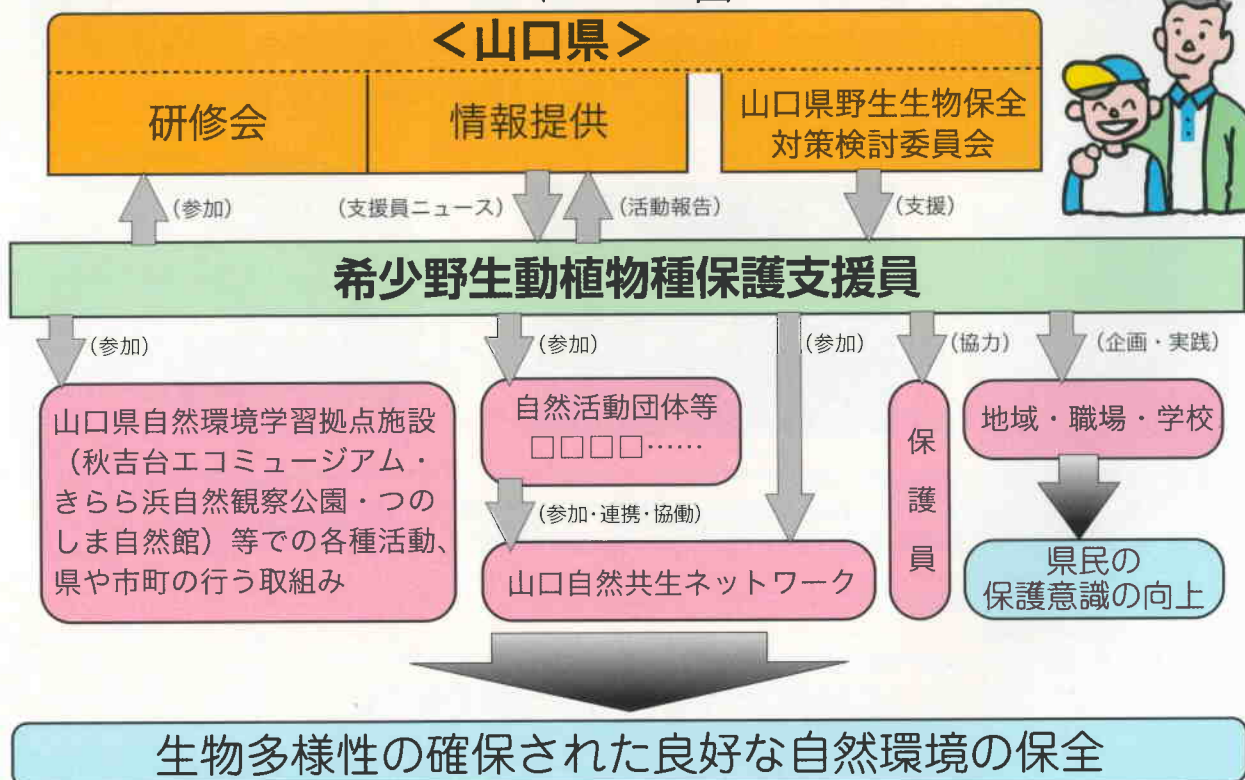 ＜山口県＞
研修会
情報提供
山口県野生生物保全
対策検討委員会
(参加)
(支援員ニュース)
(活動報告)
(支援)
希少野生動植物種保護支援員
(参加)
(参加)
(参加)
(協力)
(企画・実践)
山口県自然環境学習拠点施設
（秋吉台エコミュージアム・
きらら浜自然観察公園・つの
しま自然館）等での各種活動、
県や市町の行う取組み
自然活動団体等
□□□□……
(参加・連携・協働)
山口自然共生ネットワーク
保護員
地域・職場・学校
県民の
保護意識の向上
生物多様性の確保された良好な自然環境の保全